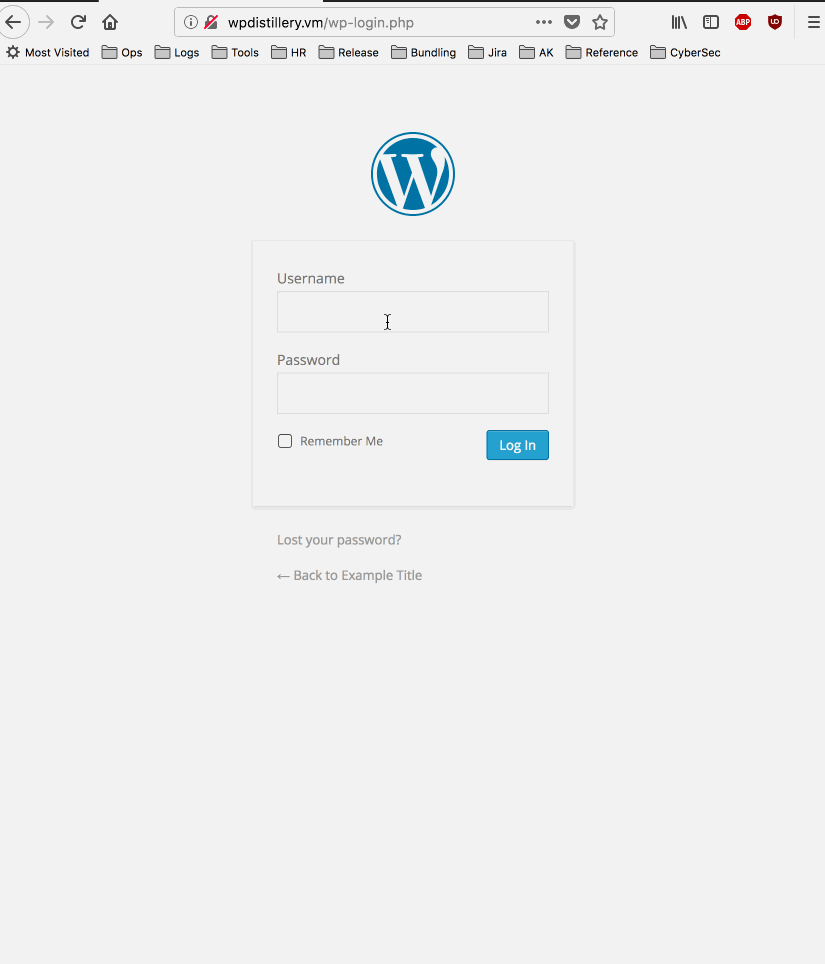 wpdistillery.vm/wp-login.php
ABP
Most Visited Ops Logs Tools HR Release Bundling Jira AK Reference CyberSec
W
Username
Password
Remember Me
Log In
Lost your password?
← Back to Example Title